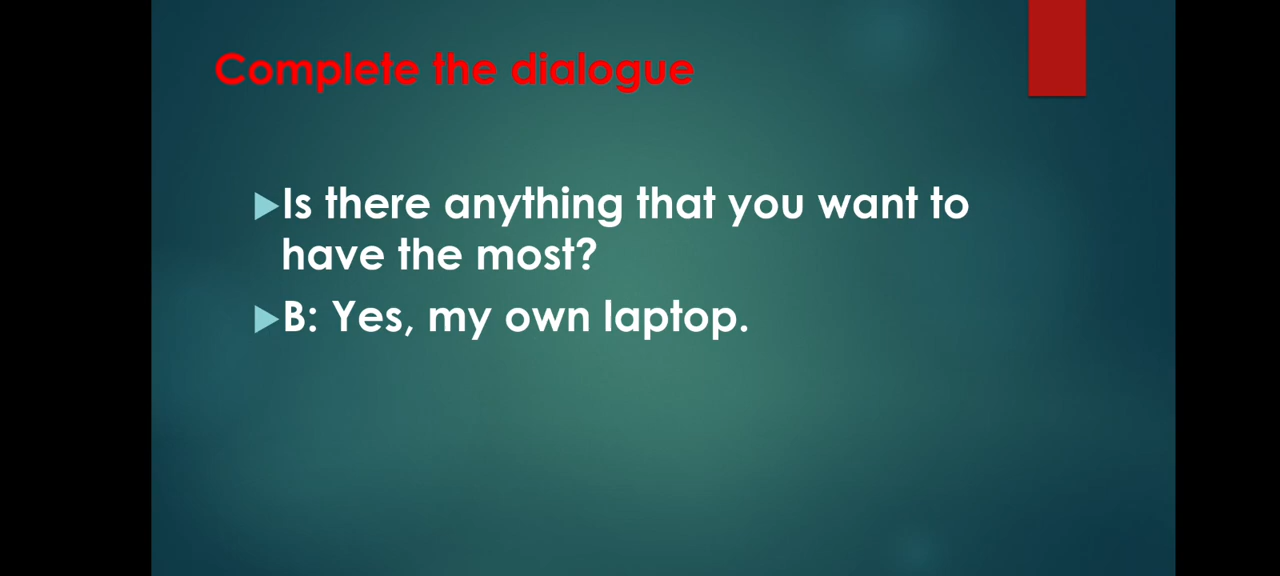 Complete the dialogue
Is there anything that you want to
have the most?
B: Yes, my own laptop.